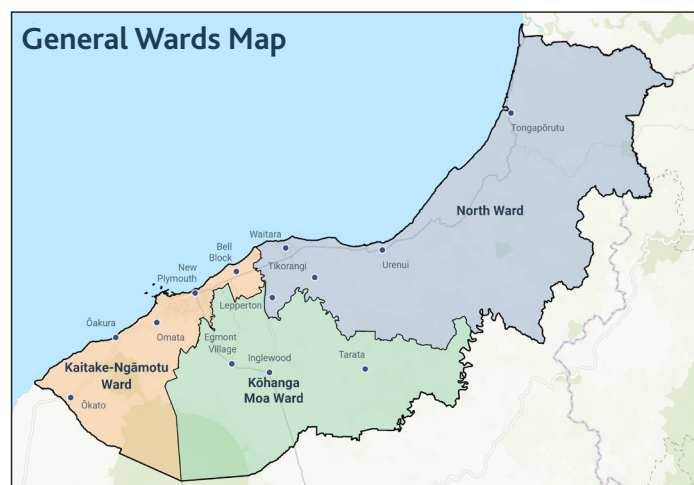 General Wards Map
Tongapōrutu
North Ward
Waitara
Bell
Block
Tikorangi
Urenui
New
Plymouth
Lepperton
Ōakura
Omata
Egmont
Village
Inglewood
Tarata
Kaitake-Ngāmotu
Ward
Kōhanga
Moa Ward
Ōkato